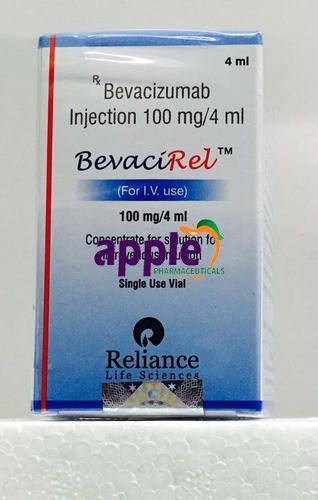 4 ml
Rx Bevacizumab
Injection 100 mg/4 ml
BevaciRel™
(For I.V. use)
100 mg/4 ml
Concentrate for solution fo
apple
PHARMACEUTICALS
Single Use Vial
Reliance
Life Sciences